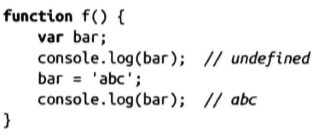 function f() {
    var bar;
    console.log(bar);  // undefined
    bar = 'abc';
    console.log(bar);  // abc
}